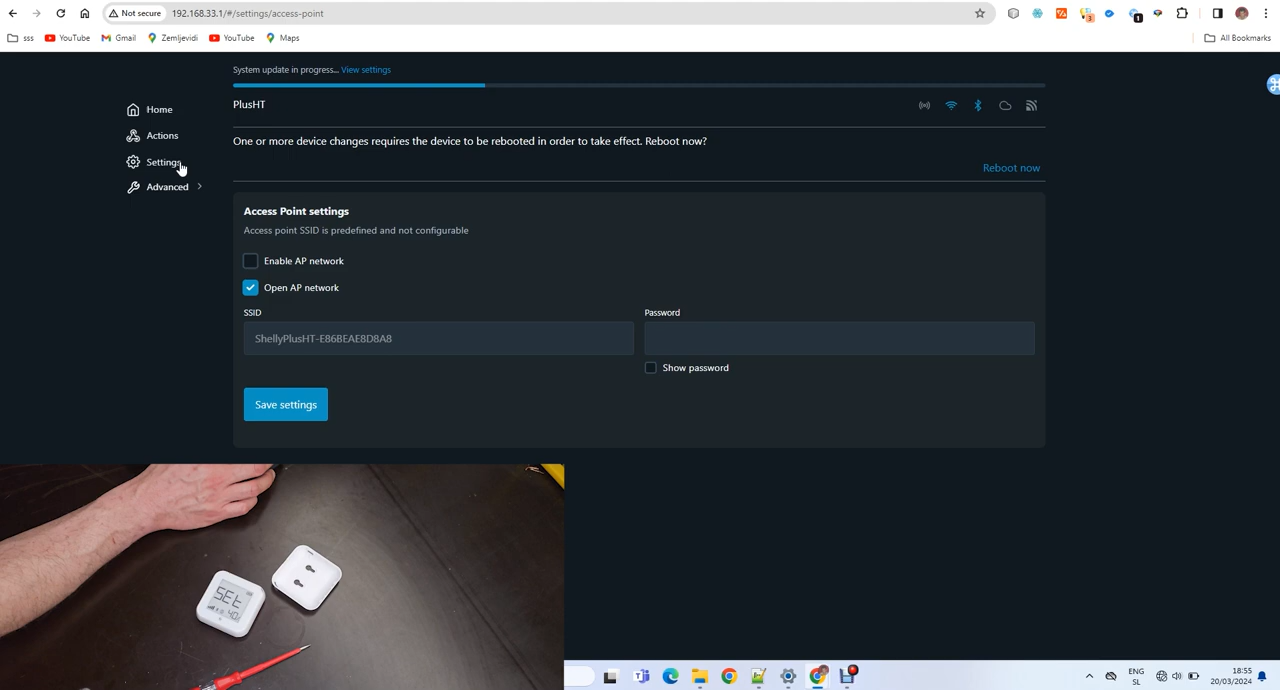 Not secure 192.168.33.1/#/settings/access-point
3
1
sss YouTube Gmail Zemljevidi YouTube Maps All Bookmarks
System update in progress... View settings
PlusHT
Home
Actions
Settings
Advanced
One or more device changes requires the device to be rebooted in order to take effect. Reboot now?
Reboot now
Access Point settings
Access point SSID is predefined and not configurable
Enable AP network
Open AP network
SSID
Password
ShellyPlusHT-E86BEAE8D8A8
Show password
Save settings
SEt
40
ENG
SL
18:55
20/03/2024